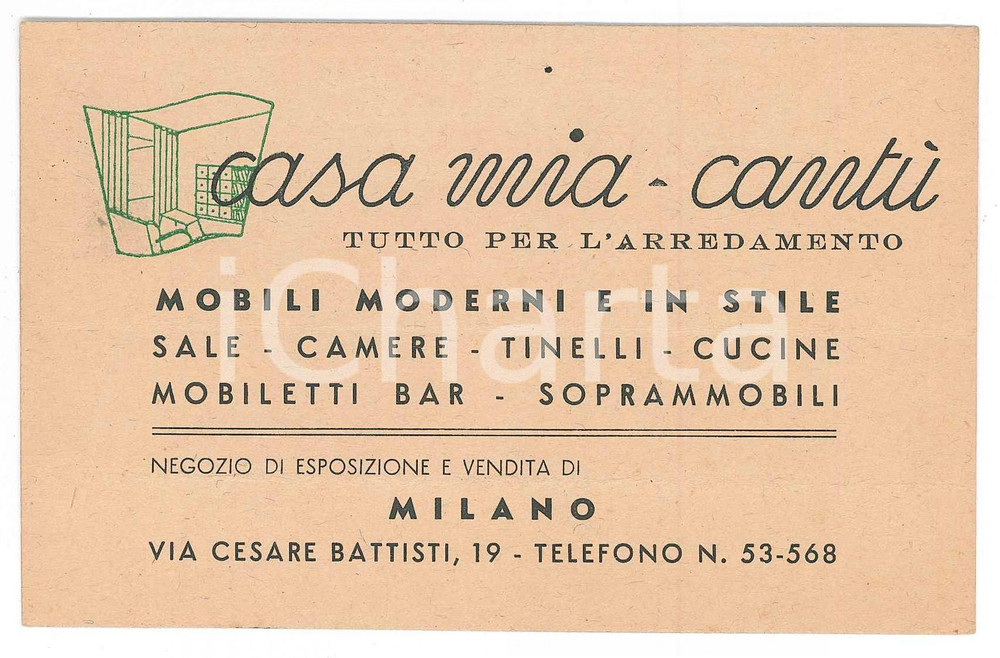 casa mia - cantù
TUTTO PER L'ARREDAMENTO
MOBILI MODERNI E IN STILE
SALE - CAMERE - TINELLI - CUCINE
MOBILETTI BAR - SOPRAMMOBILI
NEGOZIO DI ESPOSIZIONE E VENDITA DI
MILANO
VIA CESARE BATTISTI, 19 - TELEFONO N. 53-568
iCharta